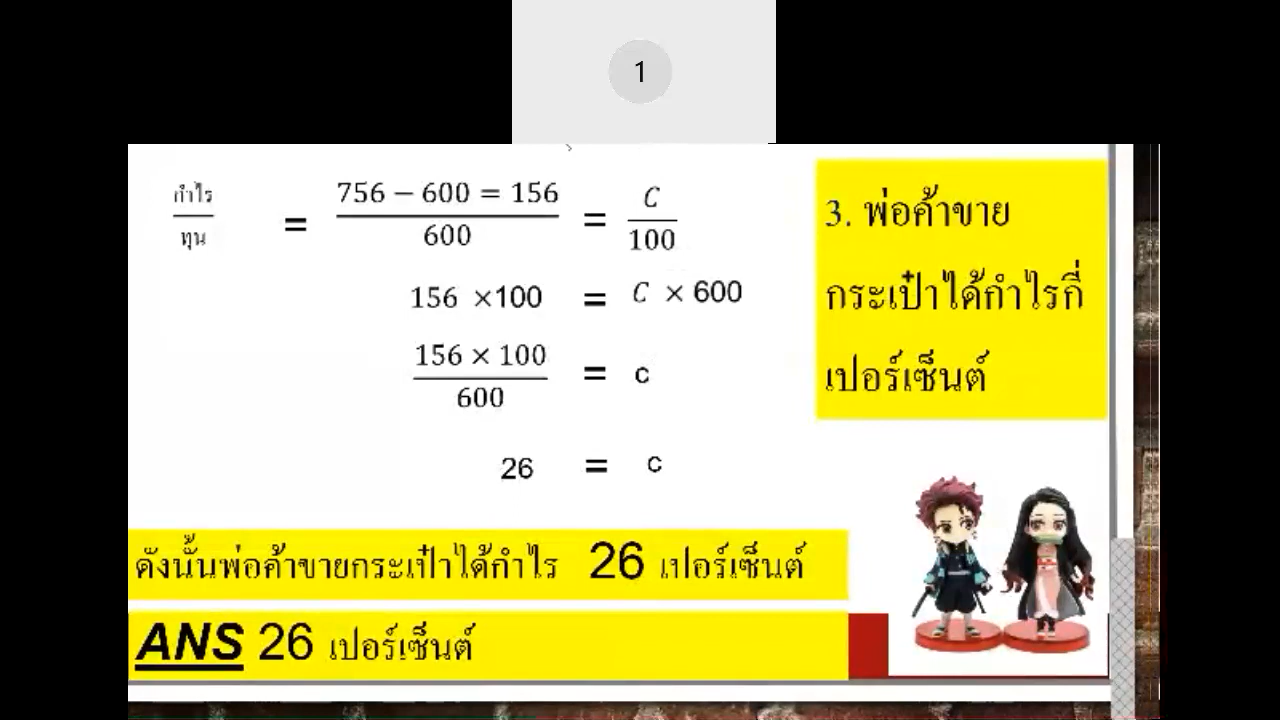 1
กำไร
ทุน
=
756 − 600 = 156
600
=
C
100
156 ×100 = C × 600
156 × 100
600
= c
26 = c
3. พ่อค้าขาย
กระเป๋าได้กำไรกี่
เปอร์เซ็นต์
ดังนั้นพ่อค้าขายกระเป๋าได้กำไร 26 เปอร์เซ็นต์
ANS 26 เปอร์เซ็นต์